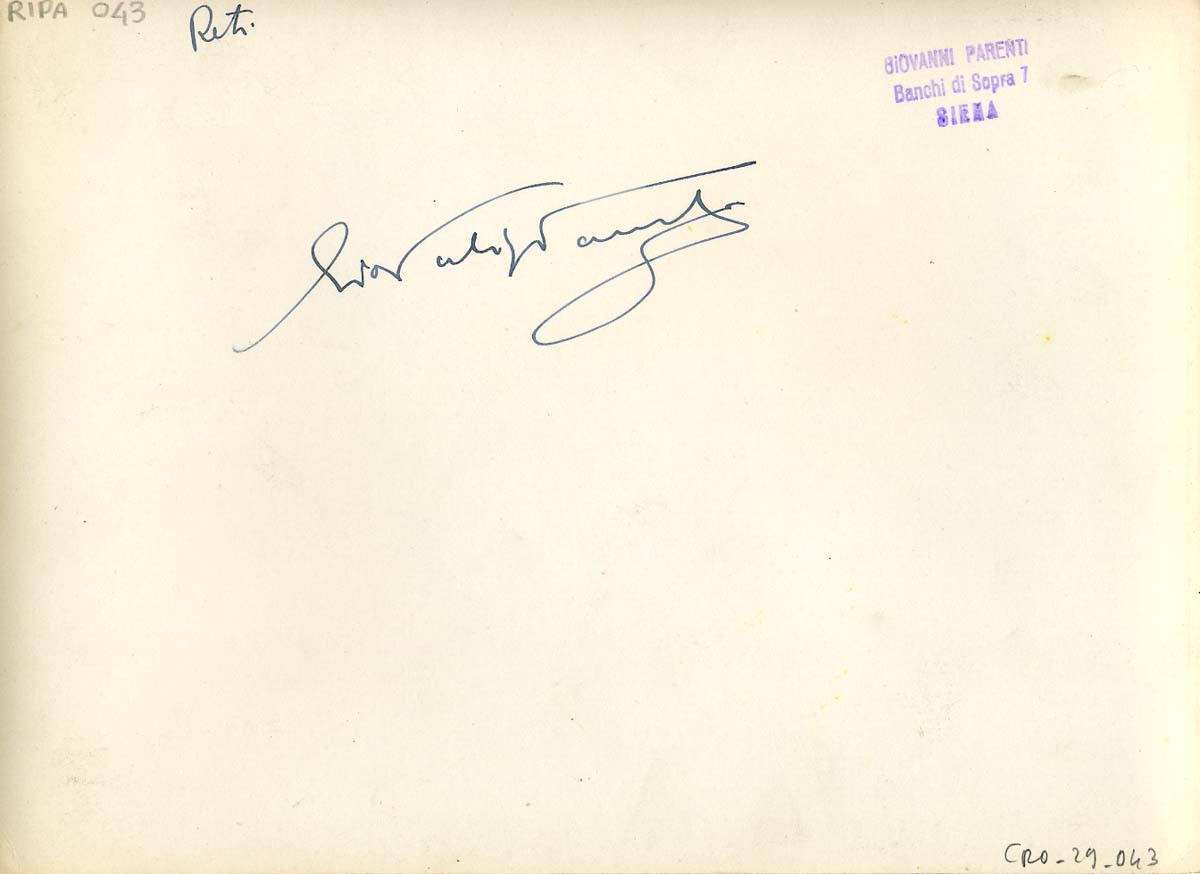 RIPA 043
Reti
GIOVANNI PARENTI
Banchi di Sopra 7
SIENA
CRO-29-043